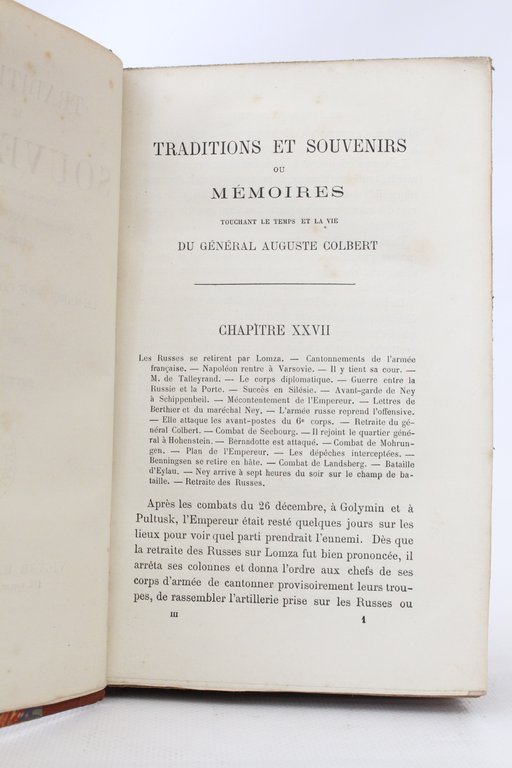 TRADITIONS ET SOUVENIRS
OU
MÉMOIRES
TOUCHANT LE TEMPS ET LA VIE
DU GÉNÉRAL AUGUSTE COLBERT
CHAPITRE XXVII
Les Russes se retirent par Lomza. — Cantonnements de l'armée
française. — Napoléon rentre à Varsovie. — Il y tient sa cour. —
M. de Talleyrand. — Le corps diplomatique. — Guerre entre la
Russie et la Porte. — Succès en Silésie. — Avant-garde de Ney
à Schippenbeil. — Mécontentement de l'Empereur. — Lettres de
Berthier et du maréchal Ney. — L'armée russe reprend l'offensive.
— Elle attaque les avant-postes du 6e corps. — Retraite du
général Colbert. — Combat de Seebourg. — Il rejoint le quartier géné-
ral à Hohenstein. — Bernadotte est attaqué. — Combat de Mohrun-
gen. — Plan de l'Empereur. — Les dépêches interceptées. —
Benningsen se retire en hâte. — Combat de Landsberg. — Bataille
d'Eylau. — Ney arrive à sept heures du soir sur le champ de ba-
taille. — Retraite des Russes.
Après les combats du 26 décembre, à Golymin et à
Pultusk, l'Empereur était resté quelques jours sur les
lieux pour voir quel parti prendrait l'ennemi. Dès que
la retraite des Russes sur Lomza fut bien prononcée, il
arrêta ses colonnes et donna l'ordre aux chefs de ses
corps d'armée de cantonner provisoirement leurs trou-
pes, de rassembler l'artillerie prise sur les Russes ou
III 1